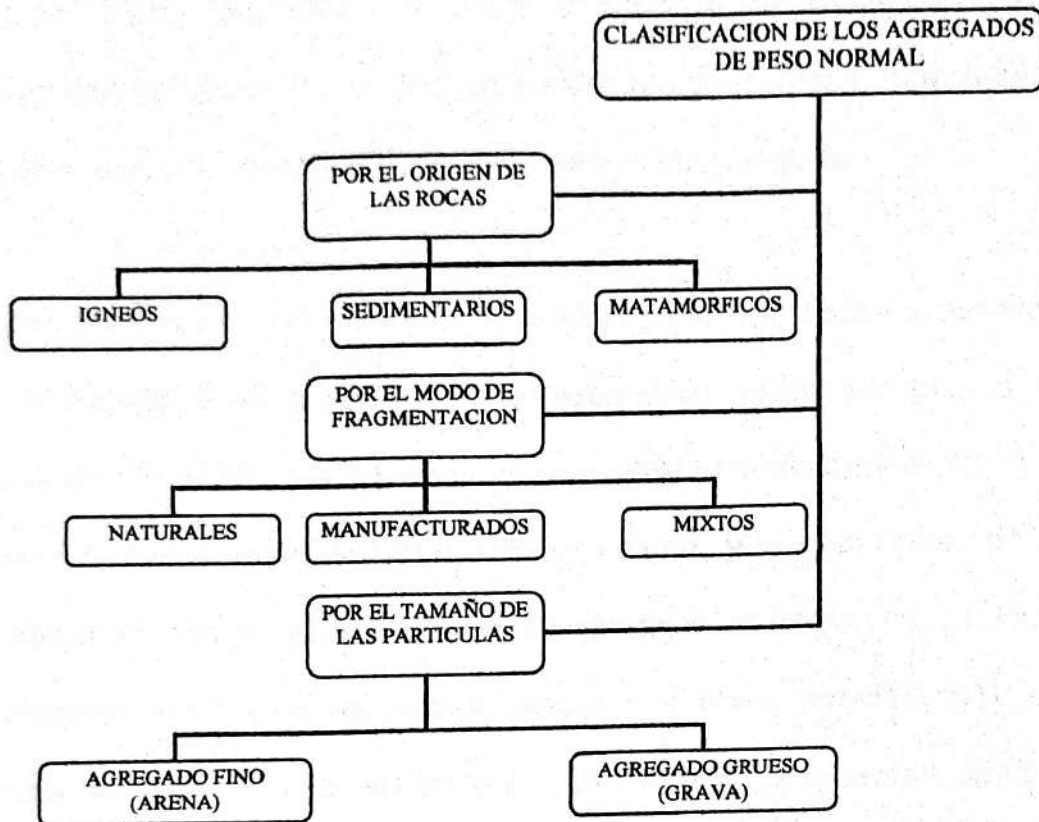 CLASIFICACION DE LOS AGREGADOS
DE PESO NORMAL
POR EL ORIGEN DE
LAS ROCAS
IGNEOS
SEDIMENTARIOS
MATAMORFICOS
POR EL MODO DE
FRAGMENTACION
NATURALES
MANUFACTURADOS
MIXTOS
POR EL TAMAÑO DE
LAS PARTICULAS
AGREGADO FINO
(ARENA)
AGREGADO GRUESO
(GRAVA)